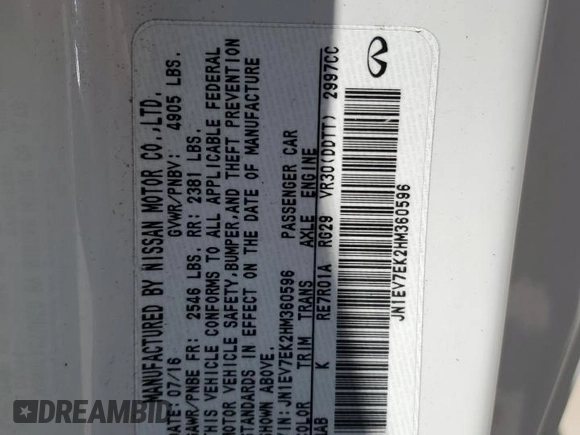 MANUFACTURED BY NISSAN MOTOR CO.,LTD.
DATE: 07/16 GVWR/PNBV: 4905 LBS.
GAWR/PNBE FR: 2546 LBS. RR: 2381 LBS.
THIS VEHICLE CONFORMS TO ALL APPLICABLE FEDERAL
MOTOR VEHICLE SAFETY,BUMPER,AND THEFT PREVENTION
STANDARDS IN EFFECT ON THE DATE OF MANUFACTURE
SHOWN ABOVE.
VIN: JN1EV7EK2HM360596 PASSENGER CAR
COLOR TRIM TRANS AXLE ENGINE
QAB K RE7R01A RG29 VR30(DDTT) 2997CC
JN1EV7EK2HM360596
DREAMBID
.COM